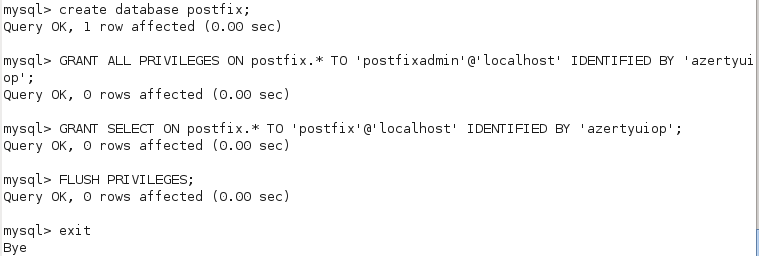 mysql> create database postfix;
Query OK, 1 row affected (0.00 sec)
mysql> GRANT ALL PRIVILEGES ON postfix.* TO 'postfixadmin'@'localhost' IDENTIFIED BY 'azertyui
op';
Query OK, 0 rows affected (0.00 sec)
mysql> GRANT SELECT ON postfix.* TO 'postfix'@'localhost' IDENTIFIED BY 'azertyuiop';
Query OK, 0 rows affected (0.00 sec)
mysql> FLUSH PRIVILEGES;
Query OK, 0 rows affected (0.00 sec)
mysql> exit
Bye